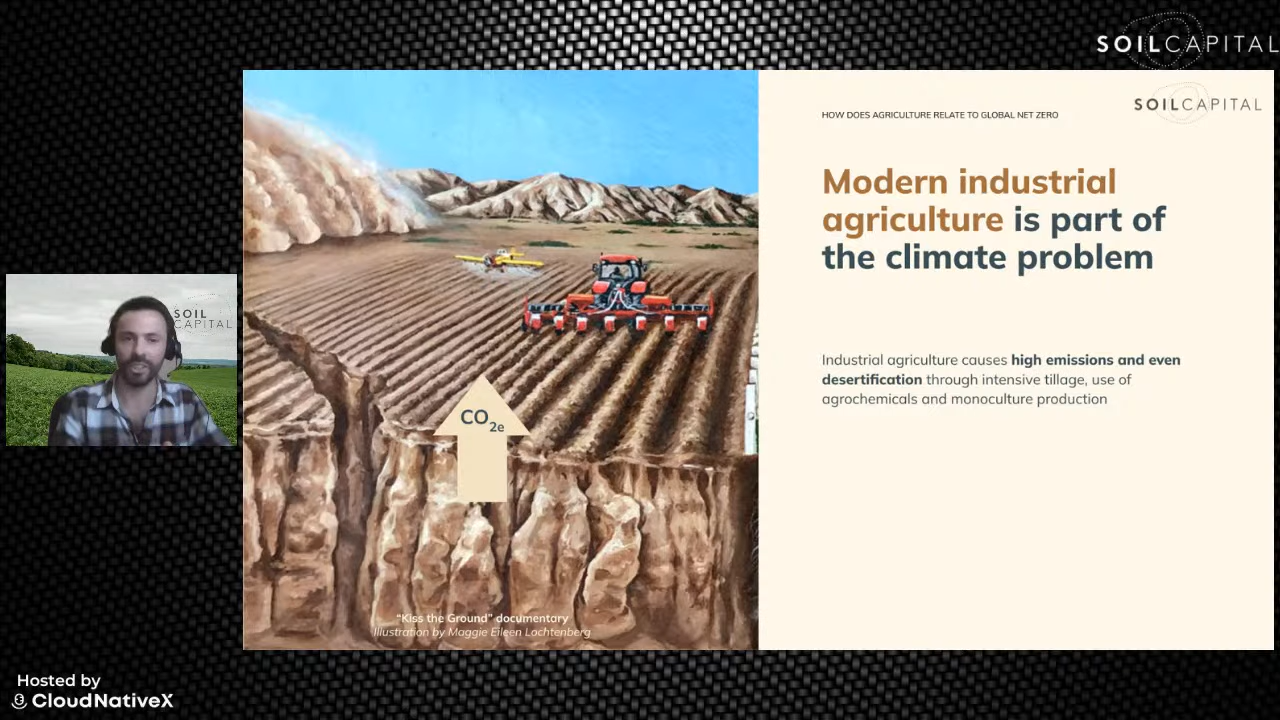 SOILCAPITAL
SOILCAPITAL
HOW DOES AGRICULTURE RELATE TO GLOBAL NET ZERO
Modern industrial
agriculture is part of
the climate problem
SOIL
CAPITAL
Industrial agriculture causes high emissions and even
desertification through intensive tillage, use of
agrochemicals and monoculture production
CO2e
“Kiss the Ground” documentary
Illustration by Maggie Eileen Lochtenberg
Hosted by
CloudNativeX